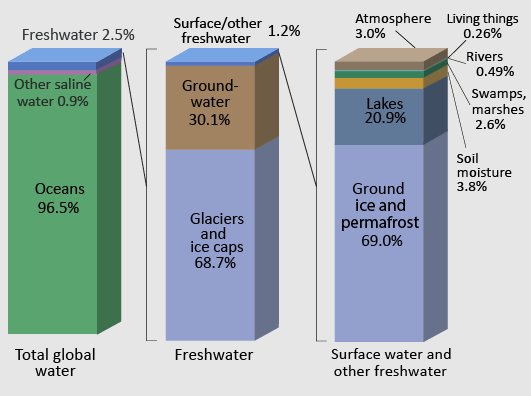 Freshwater 2.5%
Other saline
water 0.9%
Oceans
96.5%
Total global
water
Surface/other
freshwater
1.2%
Ground-
water
30.1%
Glaciers
and
ice caps
68.7%
Freshwater
Atmosphere
3.0%
Living things
0.26%
Rivers
0.49%
Swamps,
marshes
2.6%
Soil
moisture
3.8%
Lakes
20.9%
Ground
ice and
permafrost
69.0%
Surface water and
other freshwater